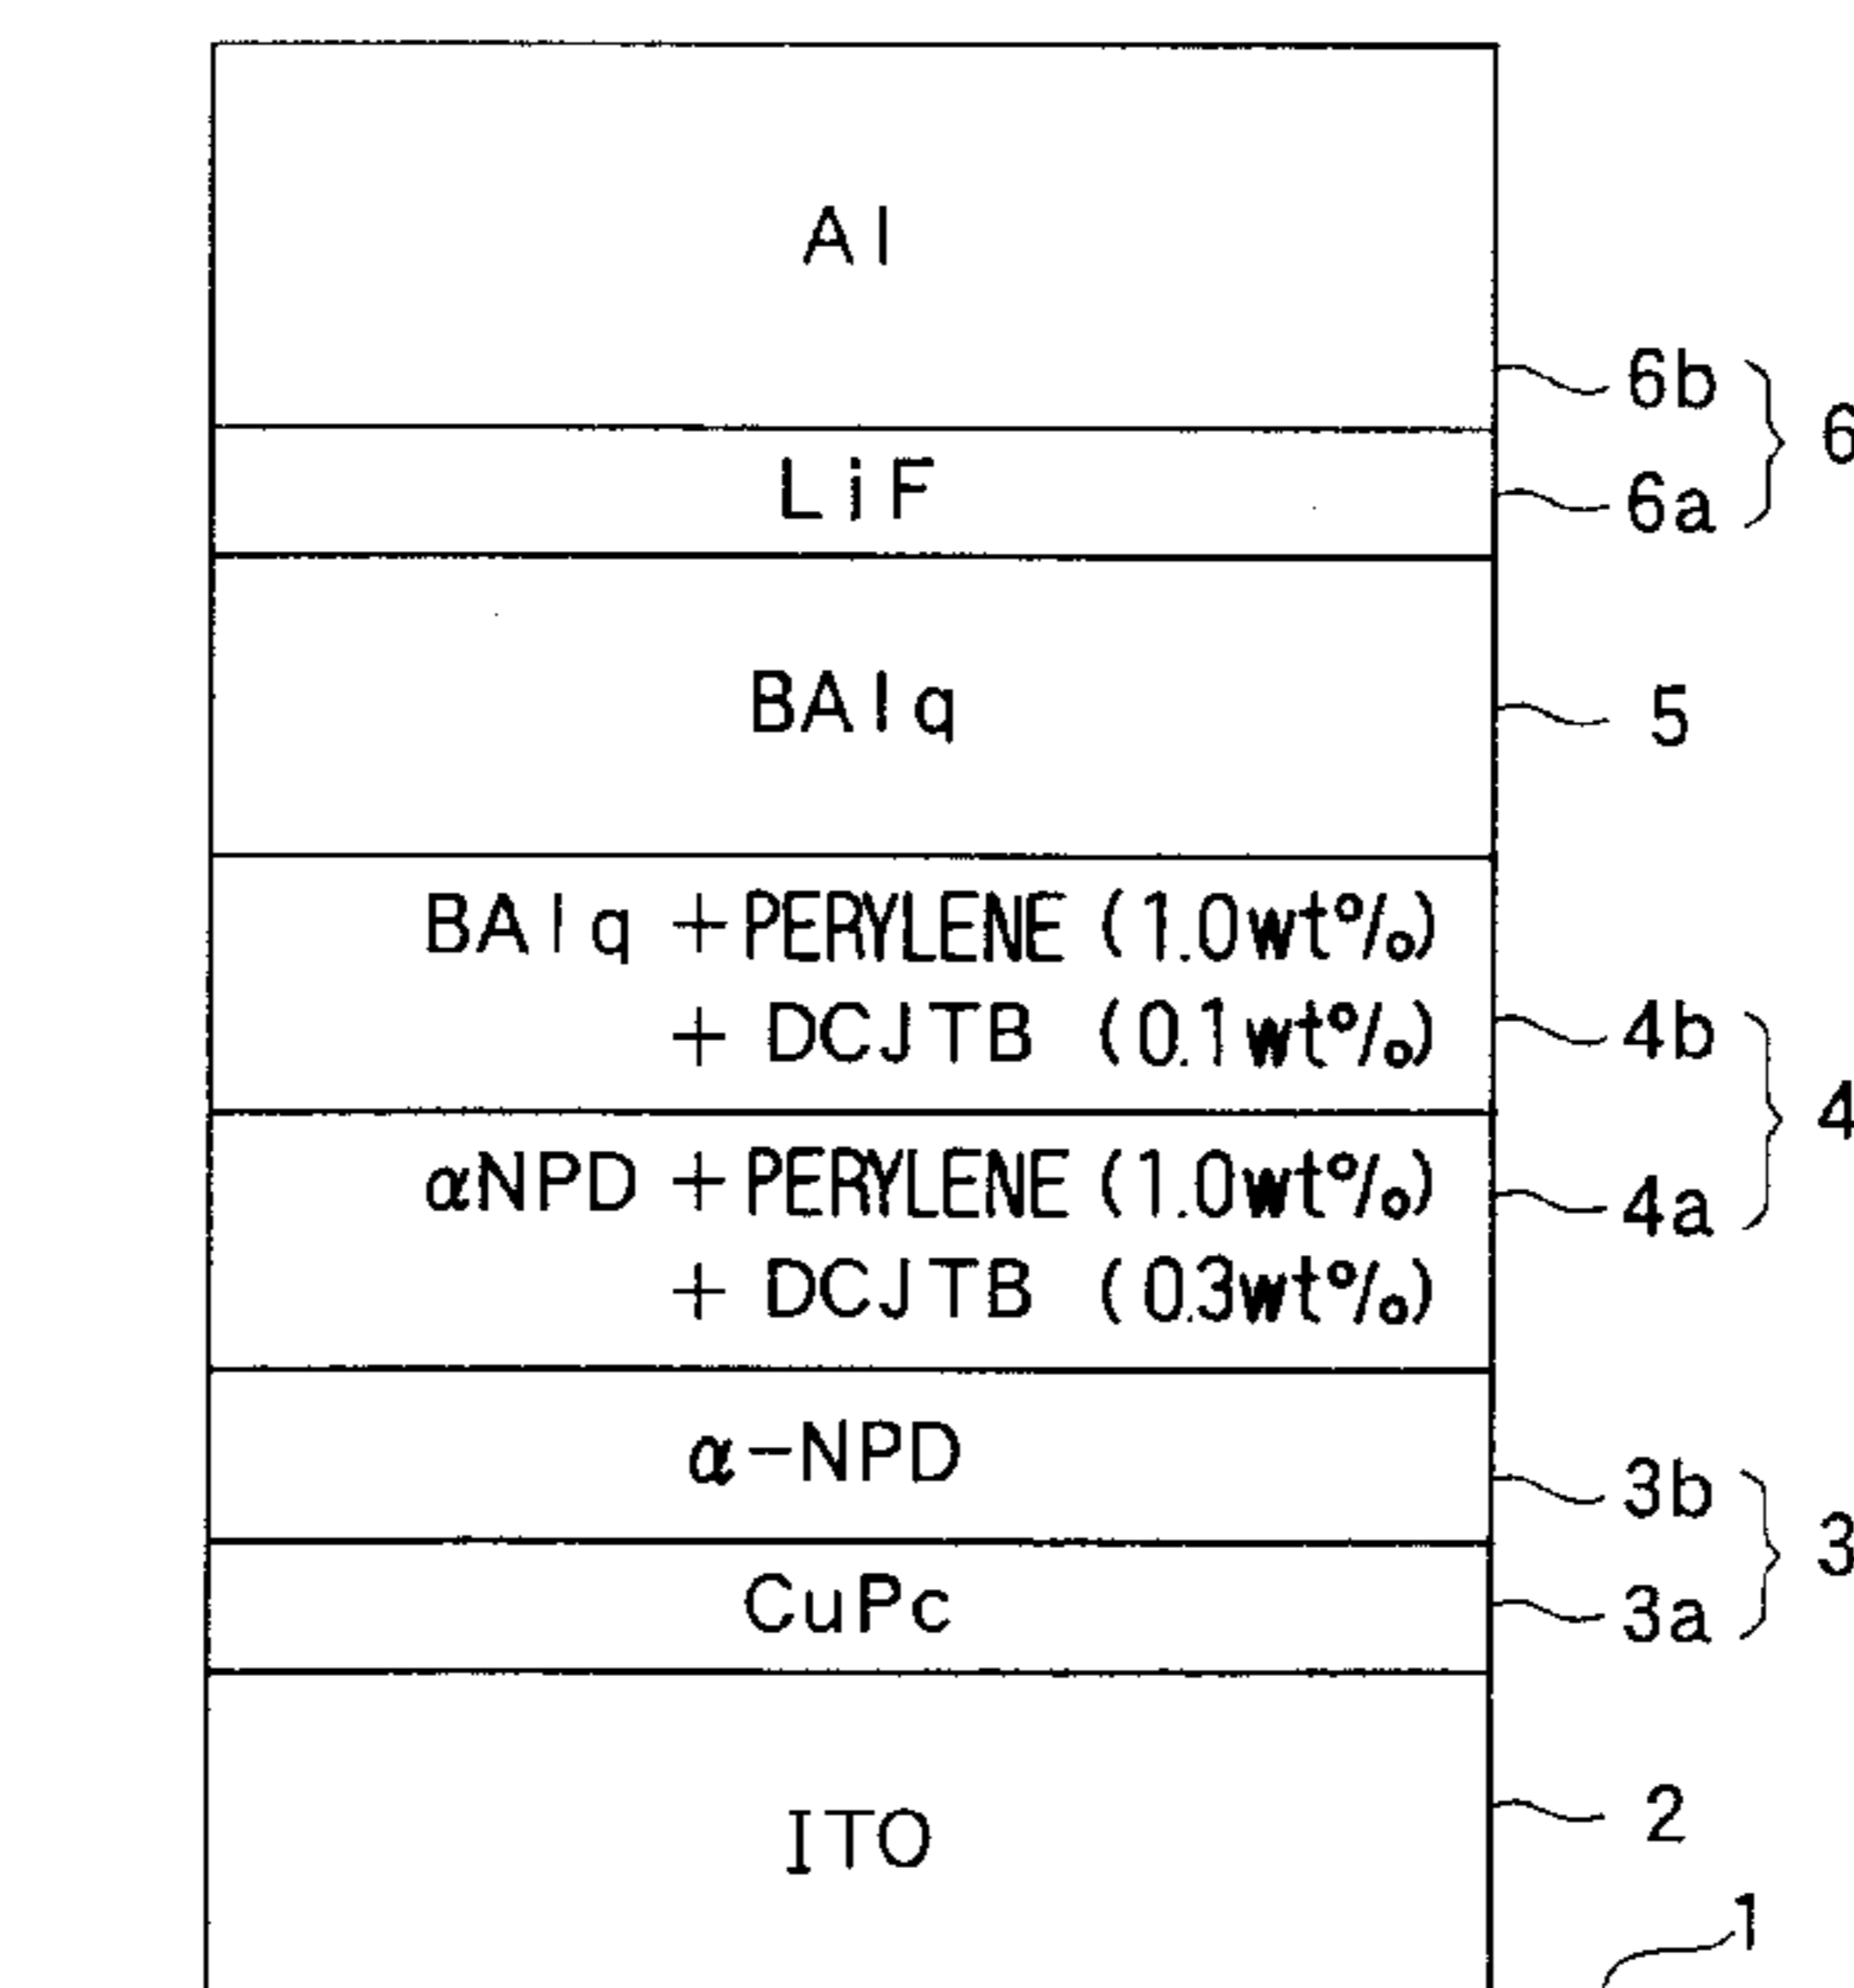 Al
6b
6
LiF
6a
BAlq
5
BAlq + PERYLENE (1.0wt%)
+ DCJTB (0.1wt%)
4b
4
αNPD + PERYLENE (1.0wt%)
4a
+ DCJTB (0.3wt%)
α-NPD
3b
3
CuPc
3a
ITO
2
1